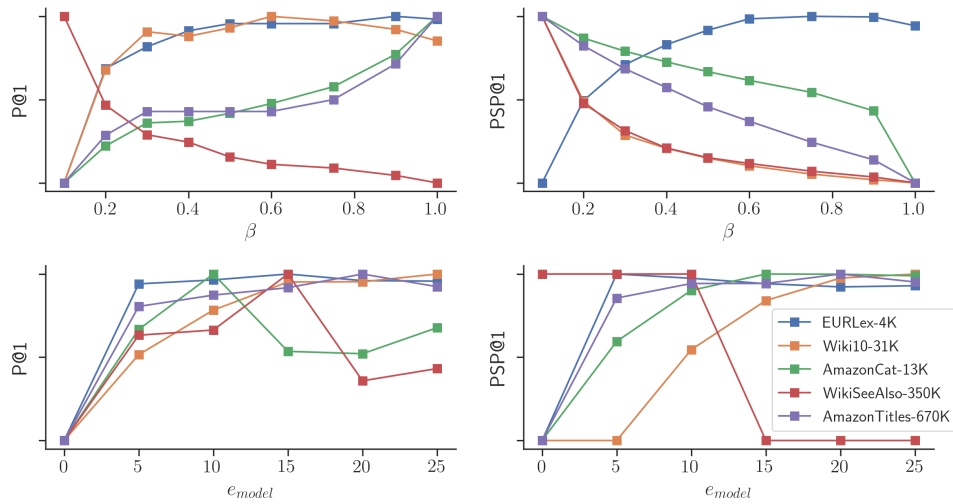 P@1
0.2 0.4 0.6 0.8 1.0
β
PSP@1
0.2 0.4 0.6 0.8 1.0
β
P@1
0 5 10 15 20 25
e_model
PSP@1
0 5 10 15 20 25
e_model
EURLex-4K
Wiki10-31K
AmazonCat-13K
WikiSeeAlso-350K
AmazonTitles-670K